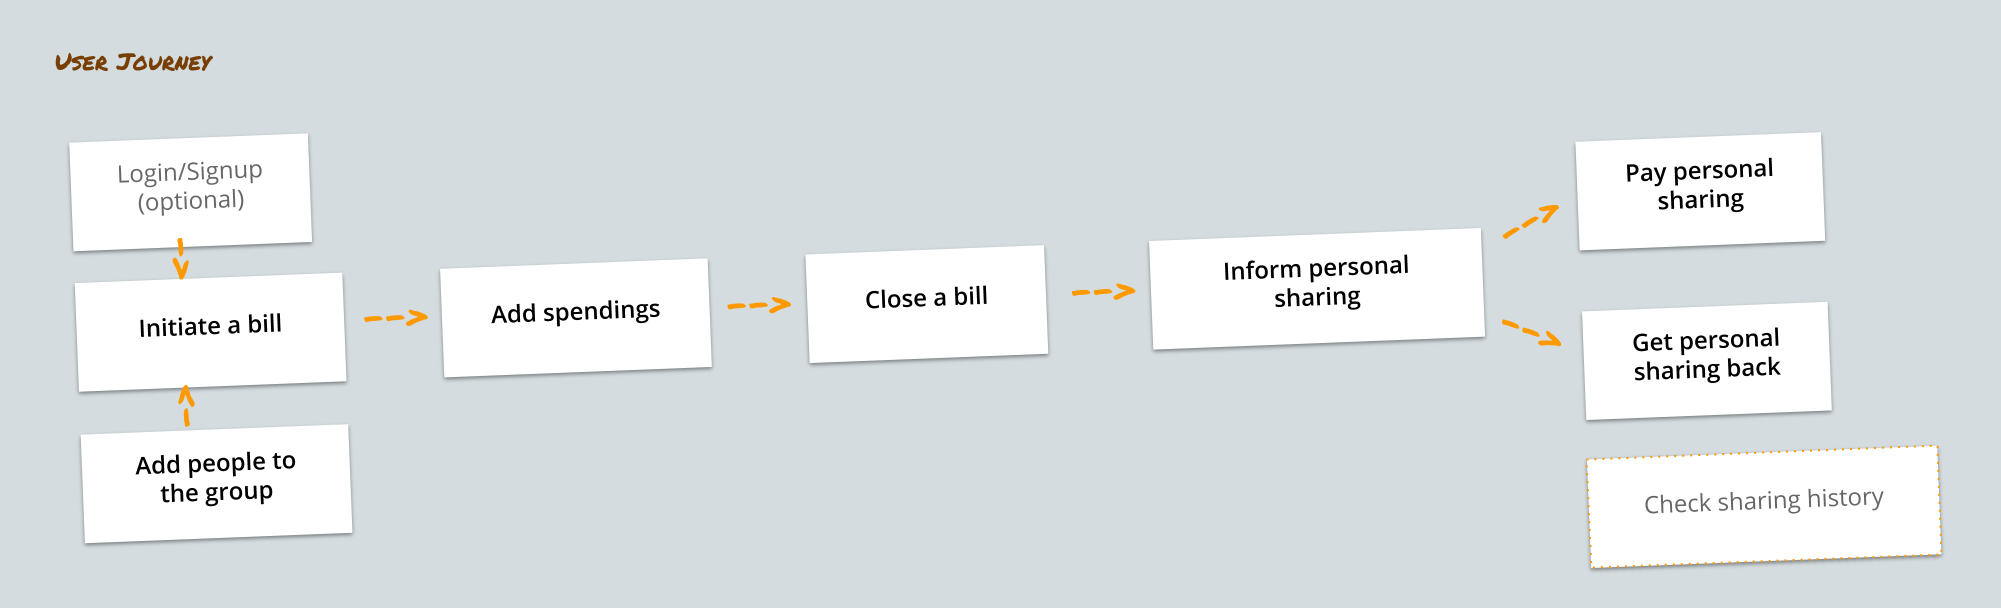 User Journey
Login/Signup
(optional)
Initiate a bill
Add people to
the group
Add spendings
Close a bill
Inform personal
sharing
Pay personal
sharing
Get personal
sharing back
Check sharing history